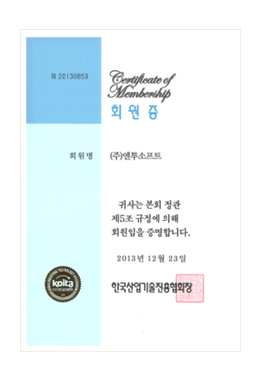 제 20130659
Certificate of
Membership
회 원 증
회 원 명 (주)엔투소프트
귀사는 본회 정관
제5조 규정에 의해
회원임을 증명합니다.
2013년 12월 23일
koita
한국산업기술진흥협회장